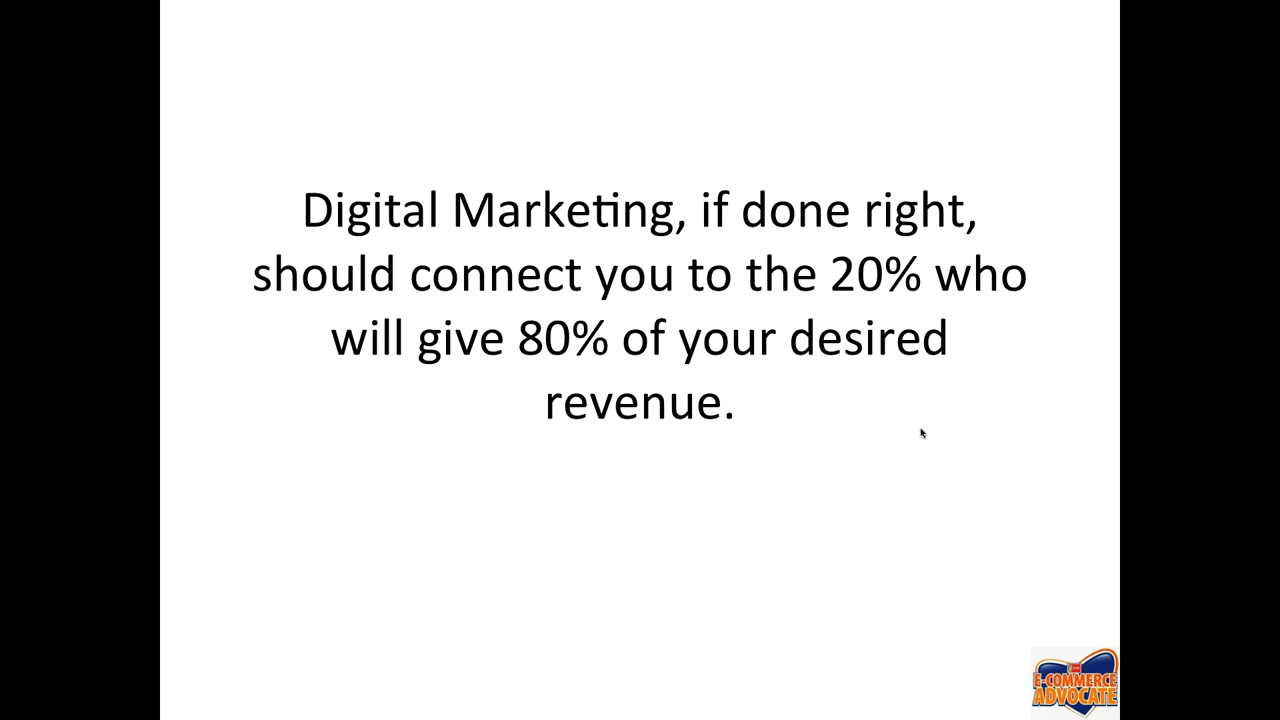 Digital Marketing, if done right,
should connect you to the 20% who
will give 80% of your desired
revenue.
E-COMMERCE
ADVOCATE